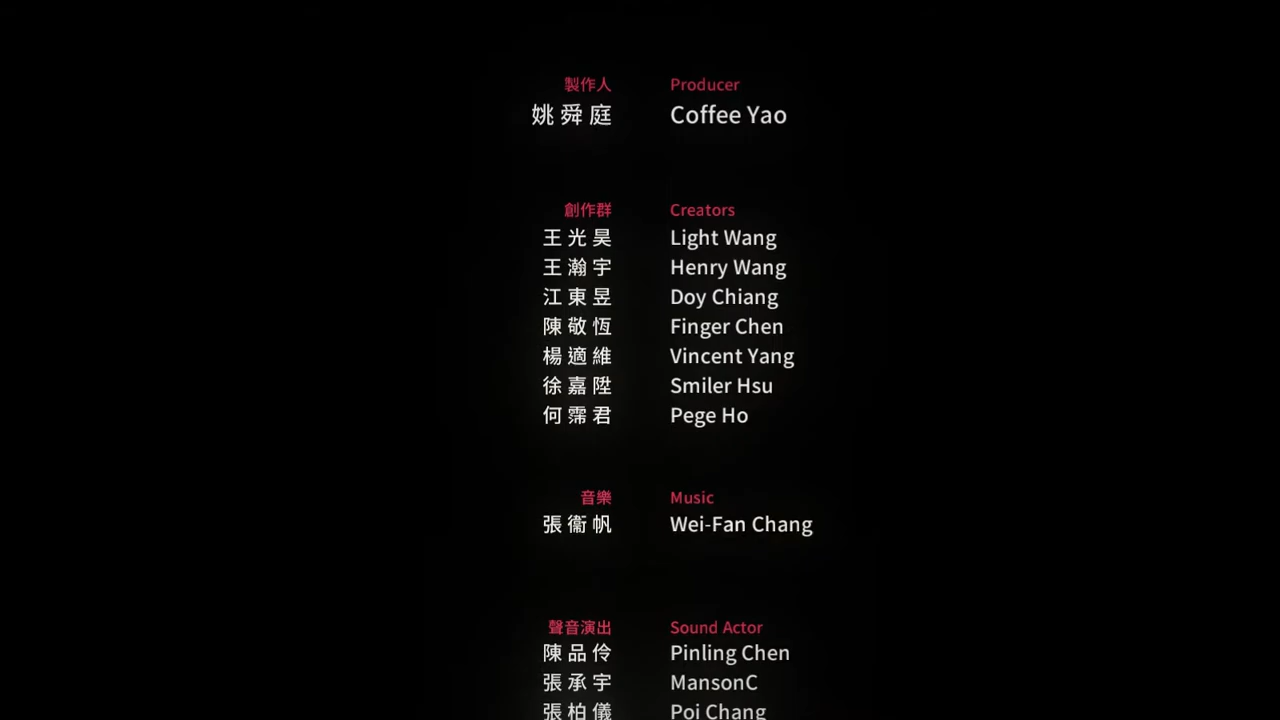 製作人 Producer
姚舜庭 Coffee Yao
創作群 Creators
王光昊 Light Wang
王瀚宇 Henry Wang
江東昱 Doy Chiang
陳敬恆 Finger Chen
楊適維 Vincent Yang
徐嘉陞 Smiler Hsu
何霈君 Pege Ho
音樂 Music
張衞帆 Wei-Fan Chang
聲音演出 Sound Actor
陳品伶 Pinling Chen
張承宇 MansonC
張柏儀 Poi Chang